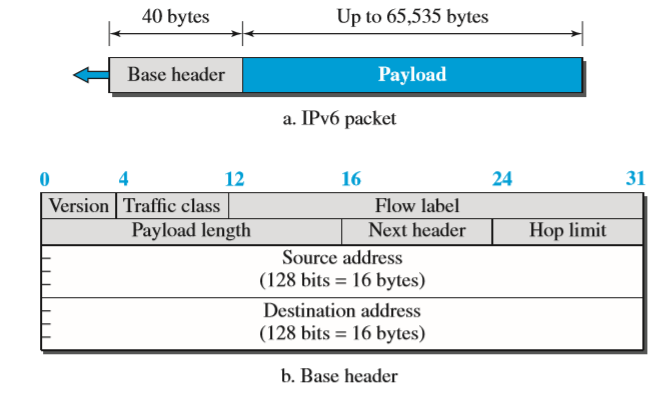 40 bytes Up to 65,535 bytes
Base header Payload
a. IPv6 packet
0 4 12 16 24 31
Version Traffic class Flow label
Payload length Next header Hop limit
Source address
(128 bits = 16 bytes)
Destination address
(128 bits = 16 bytes)
b. Base header